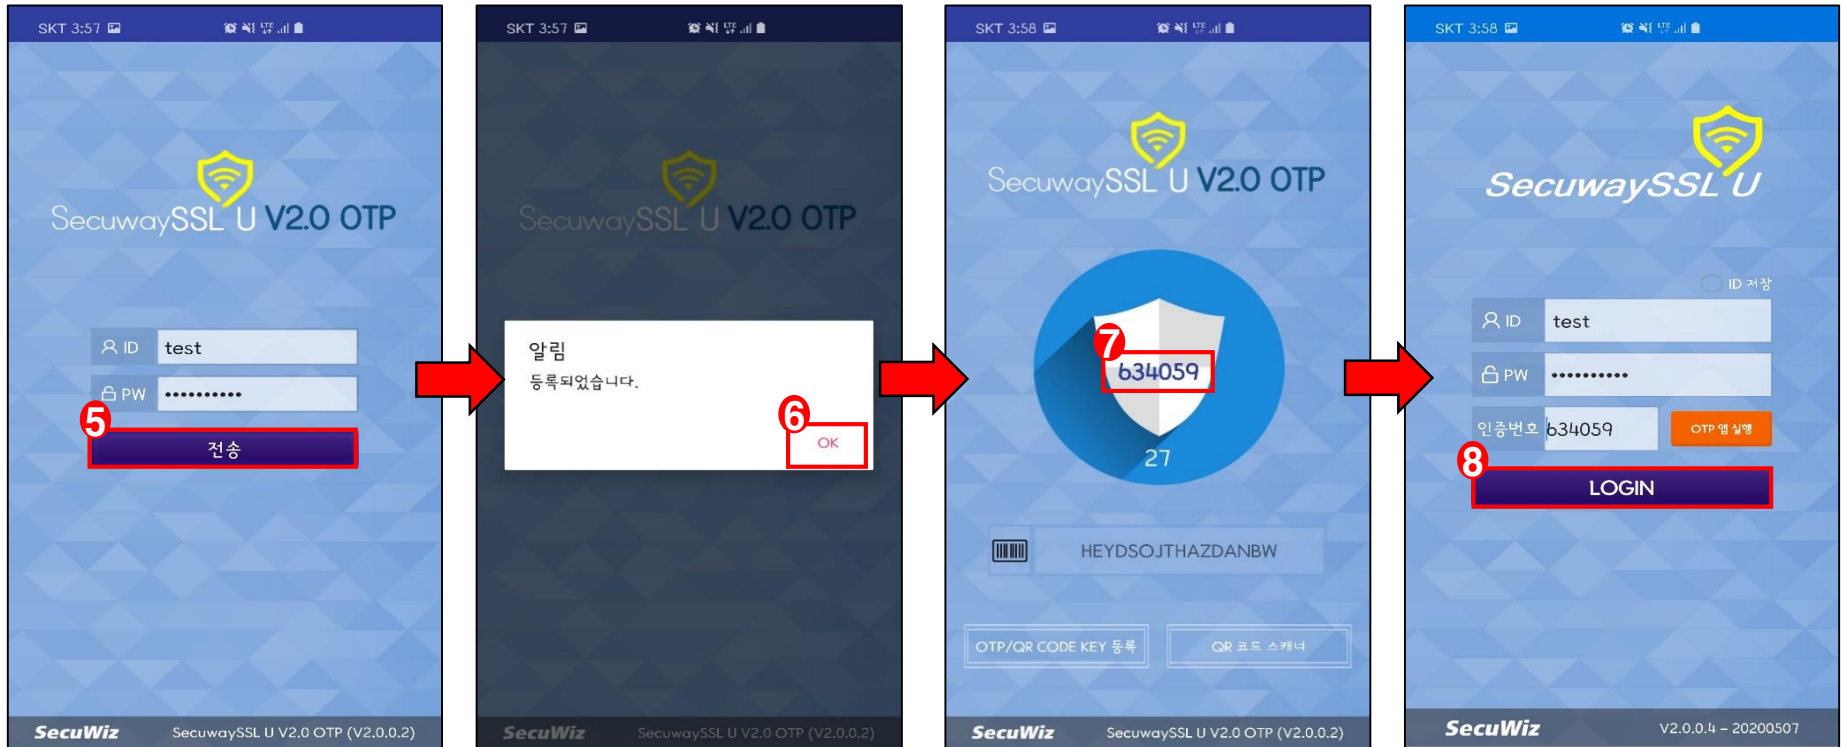 SKT 3:57
SecuwaySSL U V2.0 OTP
ID test
PW ••••••••••
5
전송
SecuWiz SecuwaySSL U V2.0 OTP (V2.0.0.2)
SKT 3:57
SecuwaySSL U V2.0 OTP
알림
등록되었습니다.
6
OK
SecuWiz SecuwaySSL U V2.0 OTP (V2.0.0.2)
SKT 3:58
SecuwaySSL U V2.0 OTP
7
634059
27
HEYDSOJTHAZDANBW
OTP/QR CODE KEY 등록 QR 코드 스캐너
SecuWiz SecuwaySSL U V2.0 OTP (V2.0.0.2)
SKT 3:58
SecuwaySSL U
ID 저장
ID test
PW ••••••••••
인증번호 634059 OTP 앱 실행
8
LOGIN
SecuWiz V2.0.0.4 – 20200507